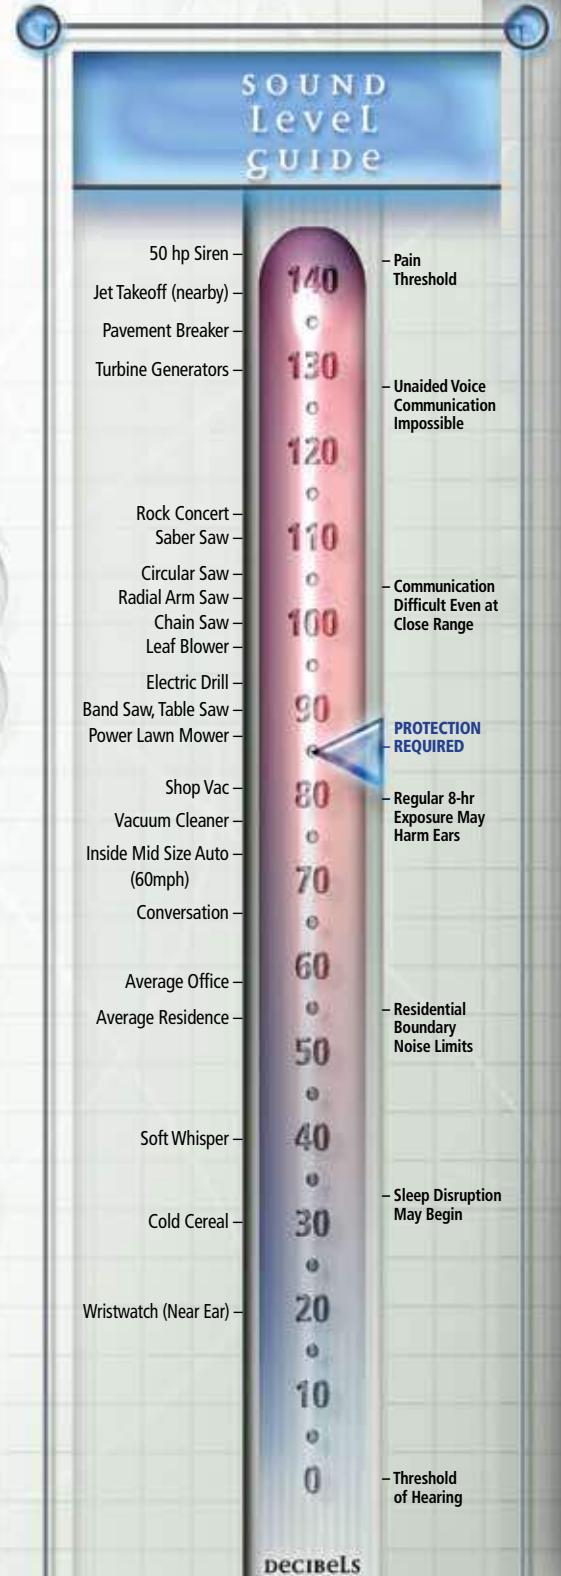 SOUND
LeveL
GUIDe
50 hp Siren
Pain
Threshold
140
Jet Takeoff (nearby)
Pavement Breaker
Turbine Generators
130
Unaided Voice
Communication
Impossible
120
Rock Concert
Saber Saw
110
Circular Saw
Communication
Difficult Even at
Close Range
Radial Arm Saw
Chain Saw
100
Leaf Blower
Electric Drill
Band Saw, Table Saw
90
Power Lawn Mower
PROTECTION
REQUIRED
Shop Vac
80
Regular 8-hr
Exposure May
Harm Ears
Vacuum Cleaner
Inside Mid Size Auto
(60mph)
70
Conversation
60
Average Office
Average Residence
Residential
Boundary
Noise Limits
50
Soft Whisper
40
Sleep Disruption
May Begin
Cold Cereal
30
Wristwatch (Near Ear)
20
10
0
Threshold
of Hearing
DecIBeLs